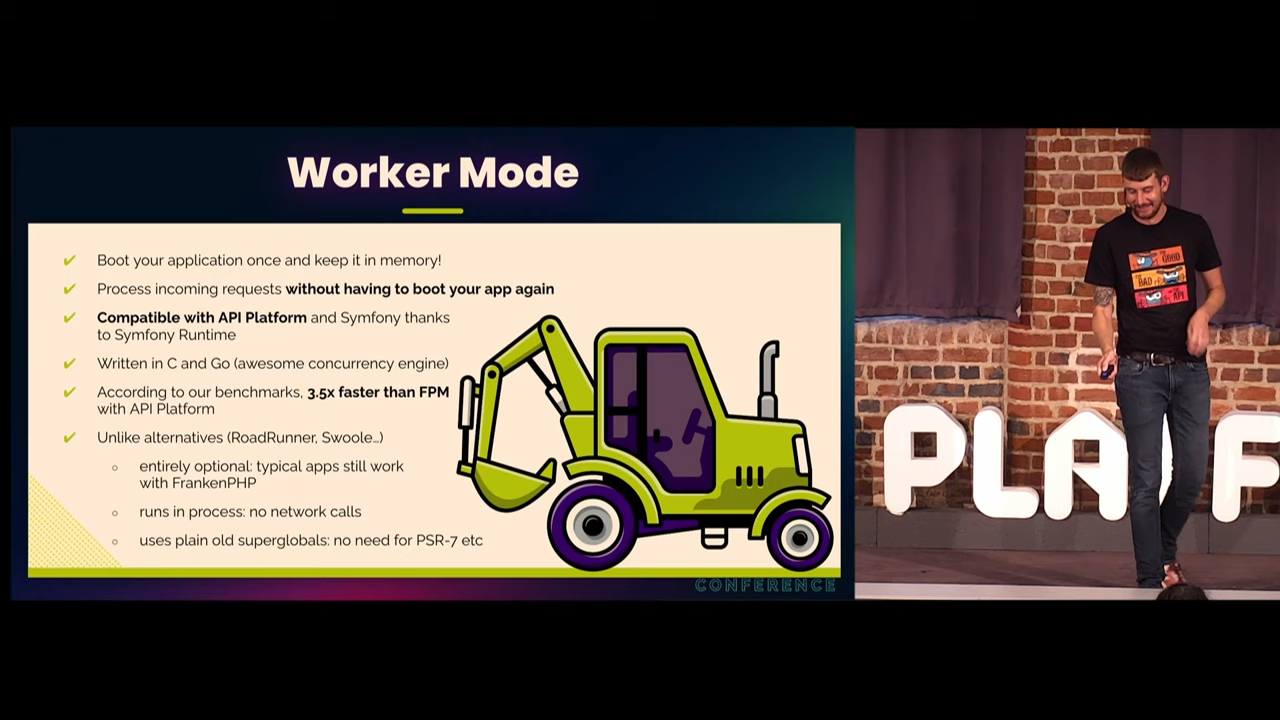 Worker Mode
✔ Boot your application once and keep it in memory!
✔ Process incoming requests without having to boot your app again
✔ Compatible with API Platform and Symfony thanks
to Symfony Runtime
✔ Written in C and Go (awesome concurrency engine)
✔ According to our benchmarks, 3.5x faster than FPM
with API Platform
✔ Unlike alternatives (RoadRunner, Swoole…)
○ entirely optional: typical apps still work
with FrankenPHP
○ runs in process: no network calls
○ uses plain old superglobals: no need for PSR-7 etc
CONFERENCE
GOOD
BAD
API
PLA F